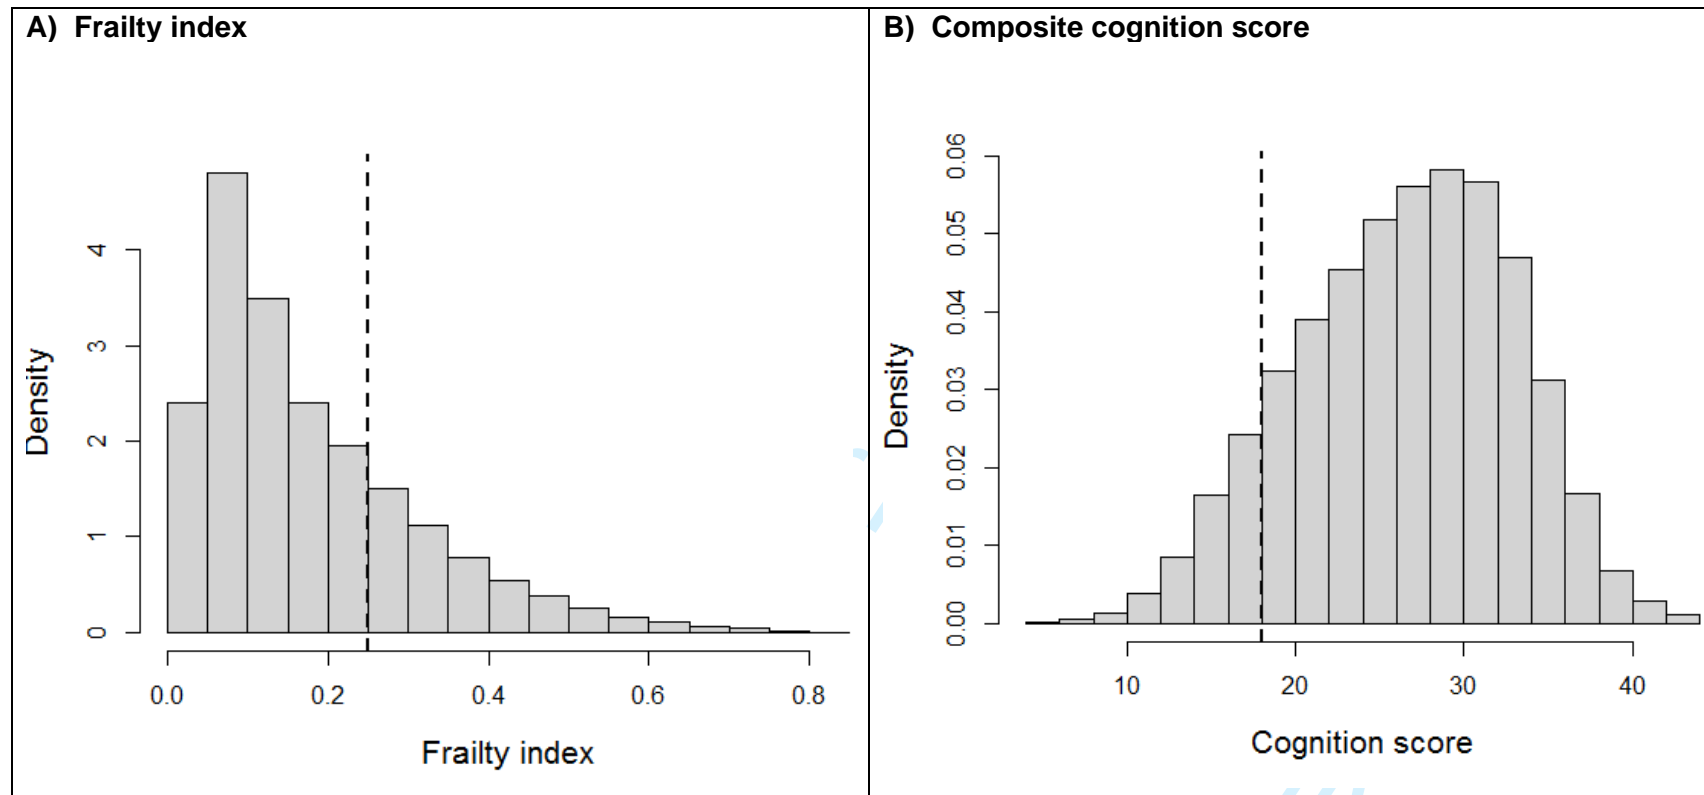 A) Frailty index
B) Composite cognition score
Density
4
3
2
1
0
0.0 0.2 0.4 0.6 0.8
Frailty index
Density
0.06
0.05
0.04
0.03
0.02
0.01
0.00
10 20 30 40
Cognition score